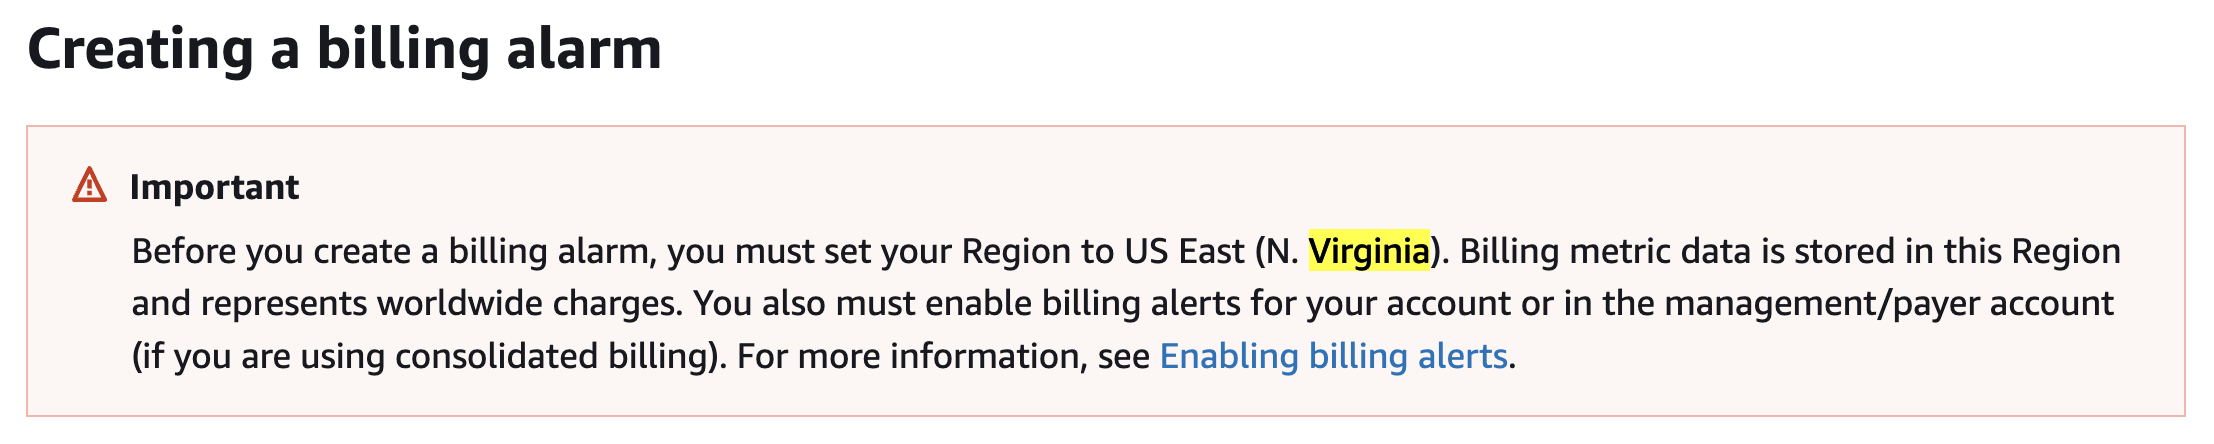 Creating a billing alarm
Important
Before you create a billing alarm, you must set your Region to US East (N. Virginia). Billing metric data is stored in this Region
and represents worldwide charges. You also must enable billing alerts for your account or in the management/payer account
(if you are using consolidated billing). For more information, see Enabling billing alerts.